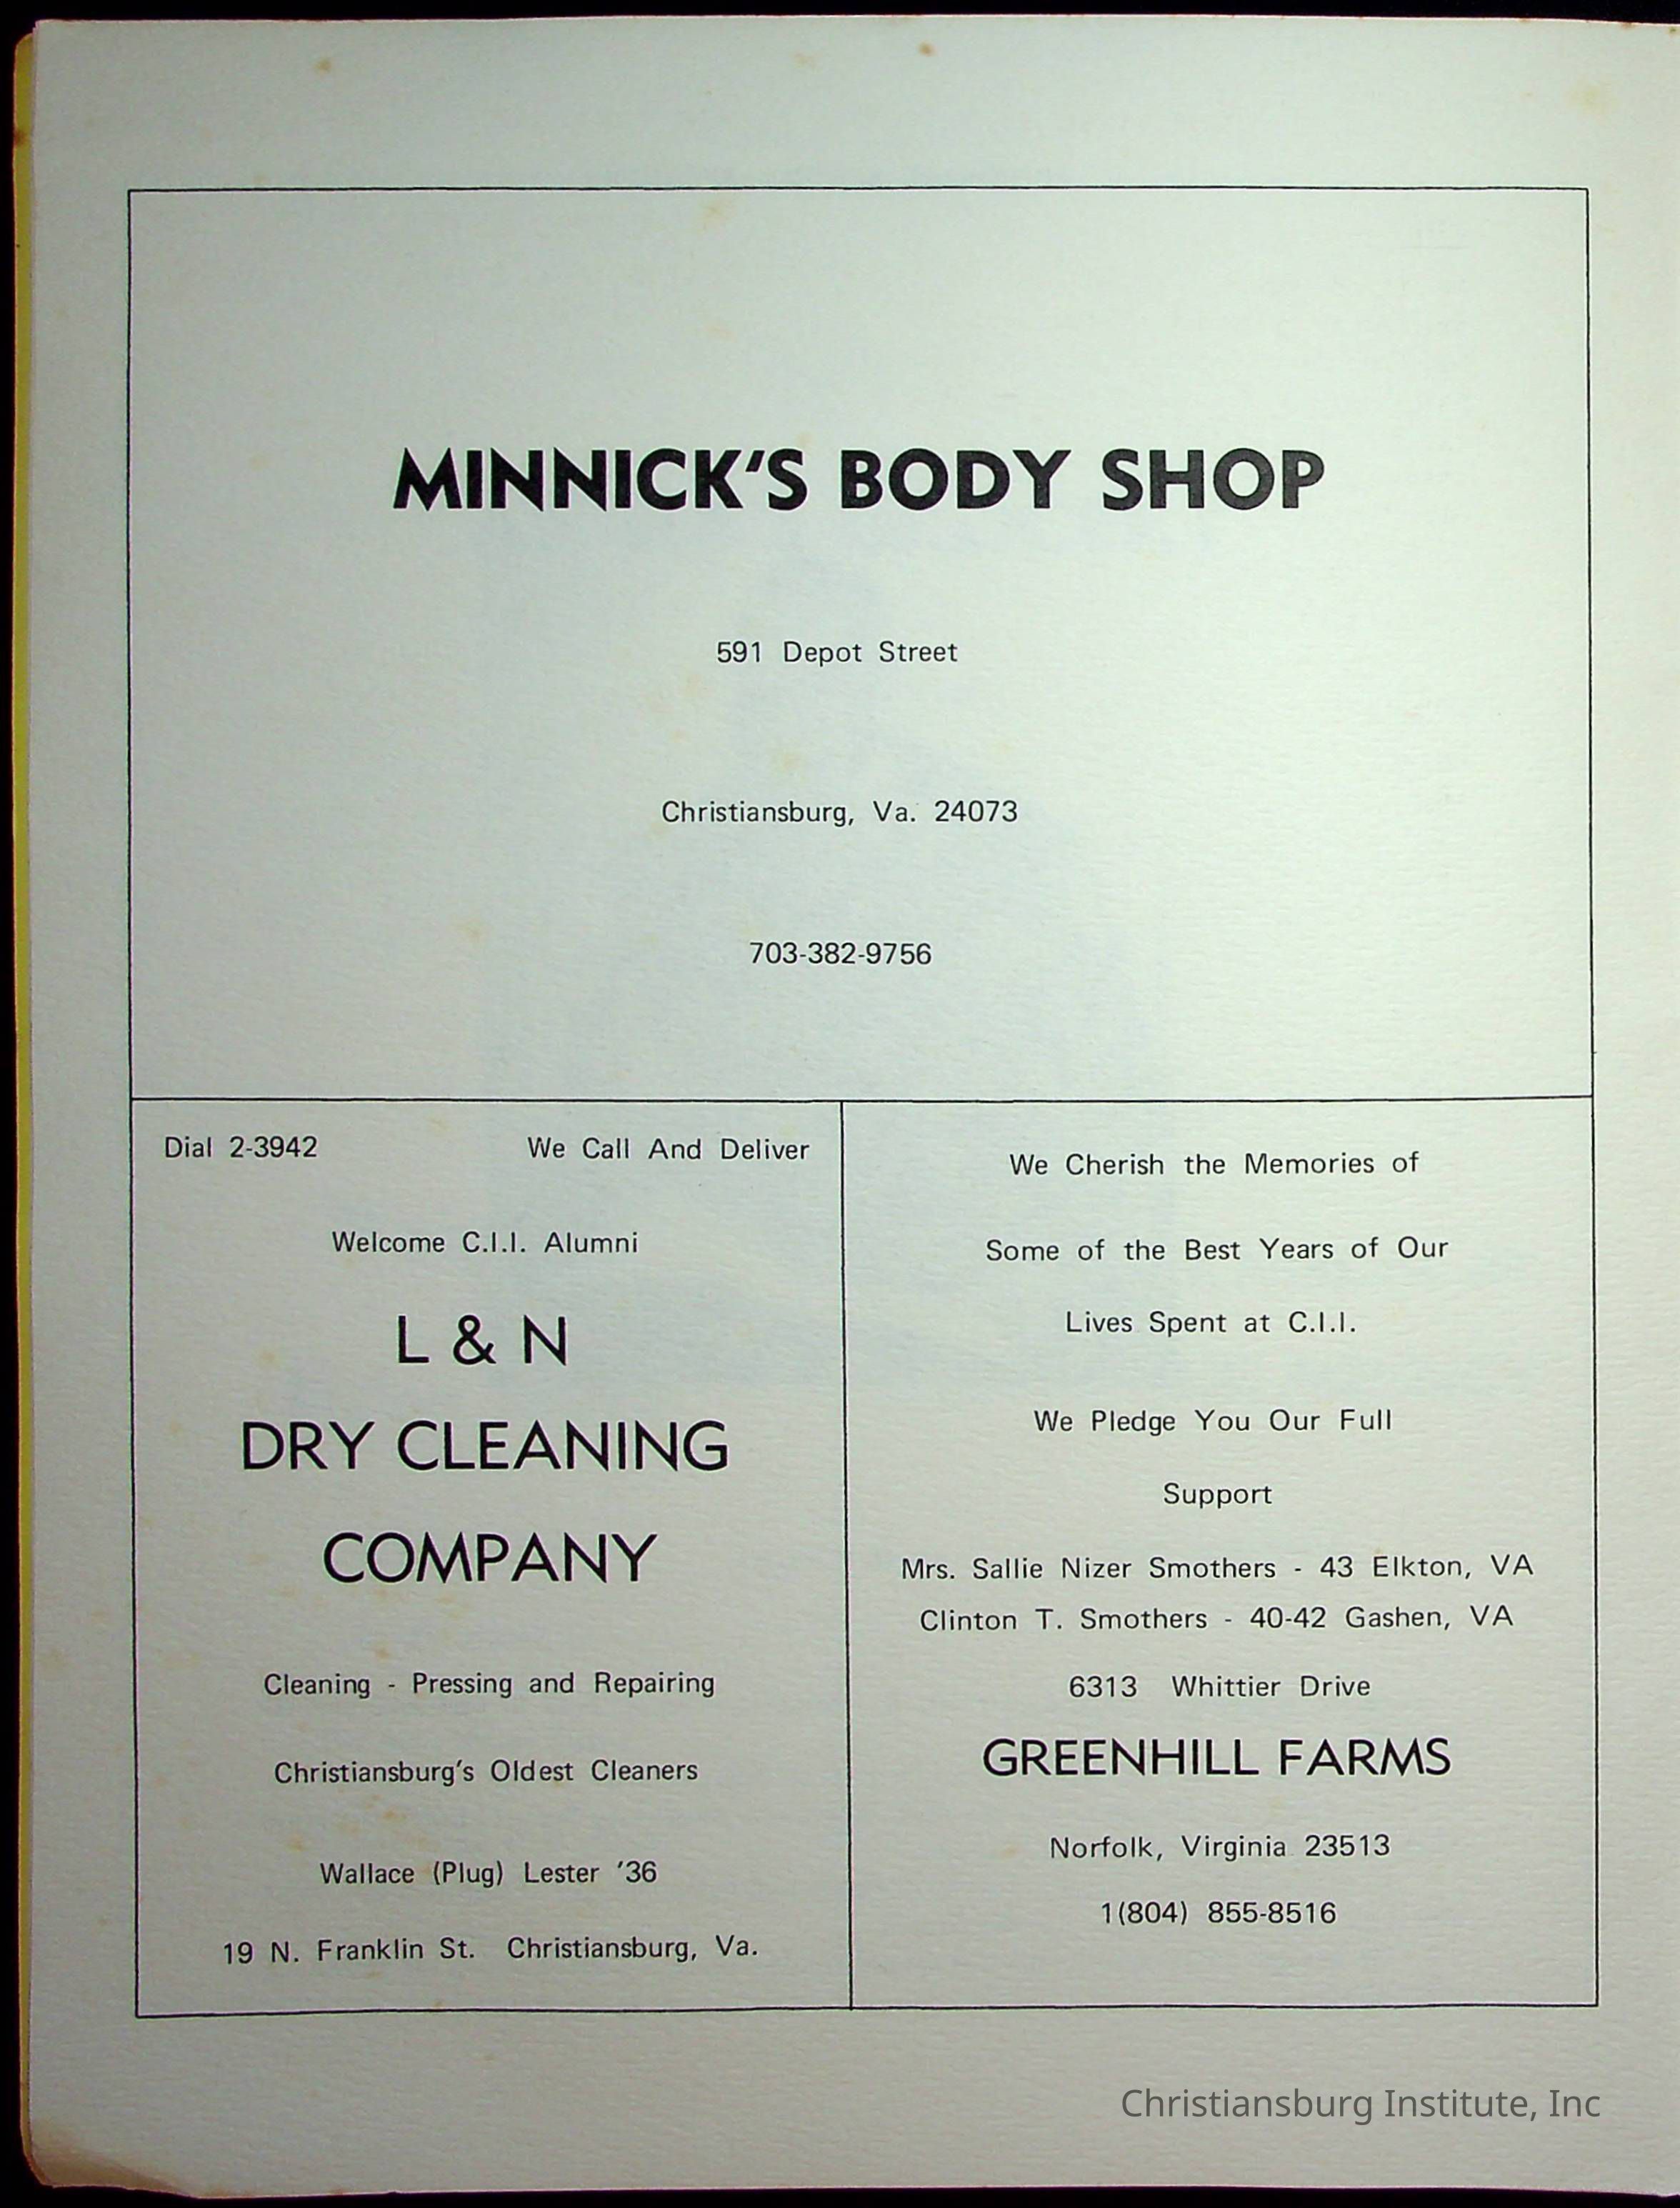 MINNICK'S BODY SHOP
591 Depot Street
Christiansburg, Va. 24073
703-382-9756
Dial 2-3942 We Call And Deliver
Welcome C.I.I. Alumni
L & N
DRY CLEANING
COMPANY
Cleaning - Pressing and Repairing
Christiansburg's Oldest Cleaners
Wallace (Plug) Lester '36
19 N. Franklin St. Christiansburg, Va.
We Cherish the Memories of
Some of the Best Years of Our
Lives Spent at C.I.I.
We Pledge You Our Full
Support
Mrs. Sallie Nizer Smothers - 43 Elkton, VA
Clinton T. Smothers - 40-42 Gashen, VA
6313 Whittier Drive
GREENHILL FARMS
Norfolk, Virginia 23513
1(804) 855-8516
Christiansburg Institute, Inc